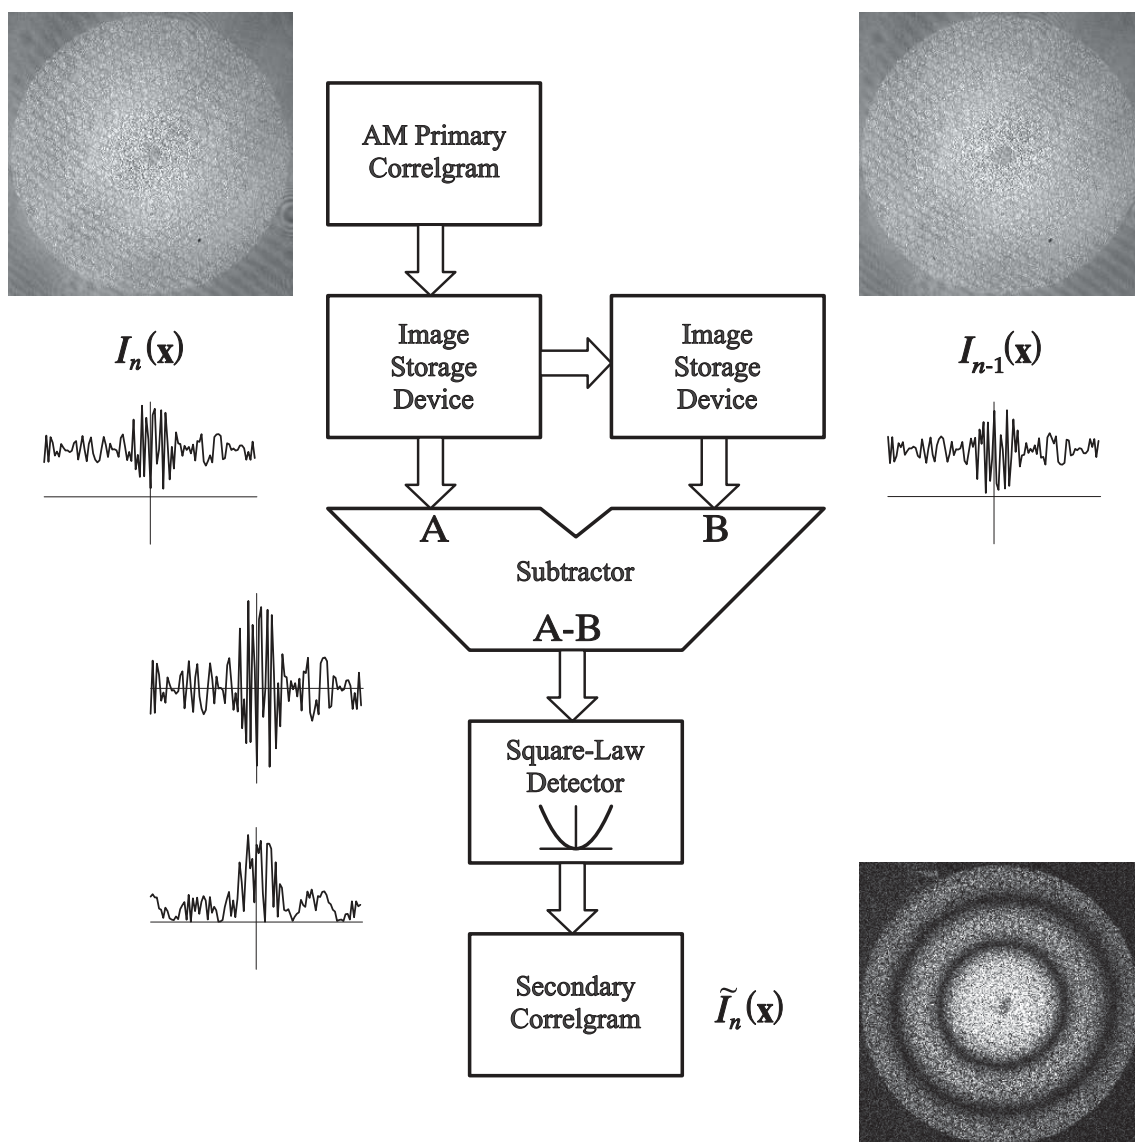 AM Primary
Correlgram
Image
Storage
Device
Image
Storage
Device
I_n(x)
I_{n-1}(x)
A
B
Subtractor
A-B
Square-Law
Detector
Secondary
Correlgram
Ĩ_n(x)